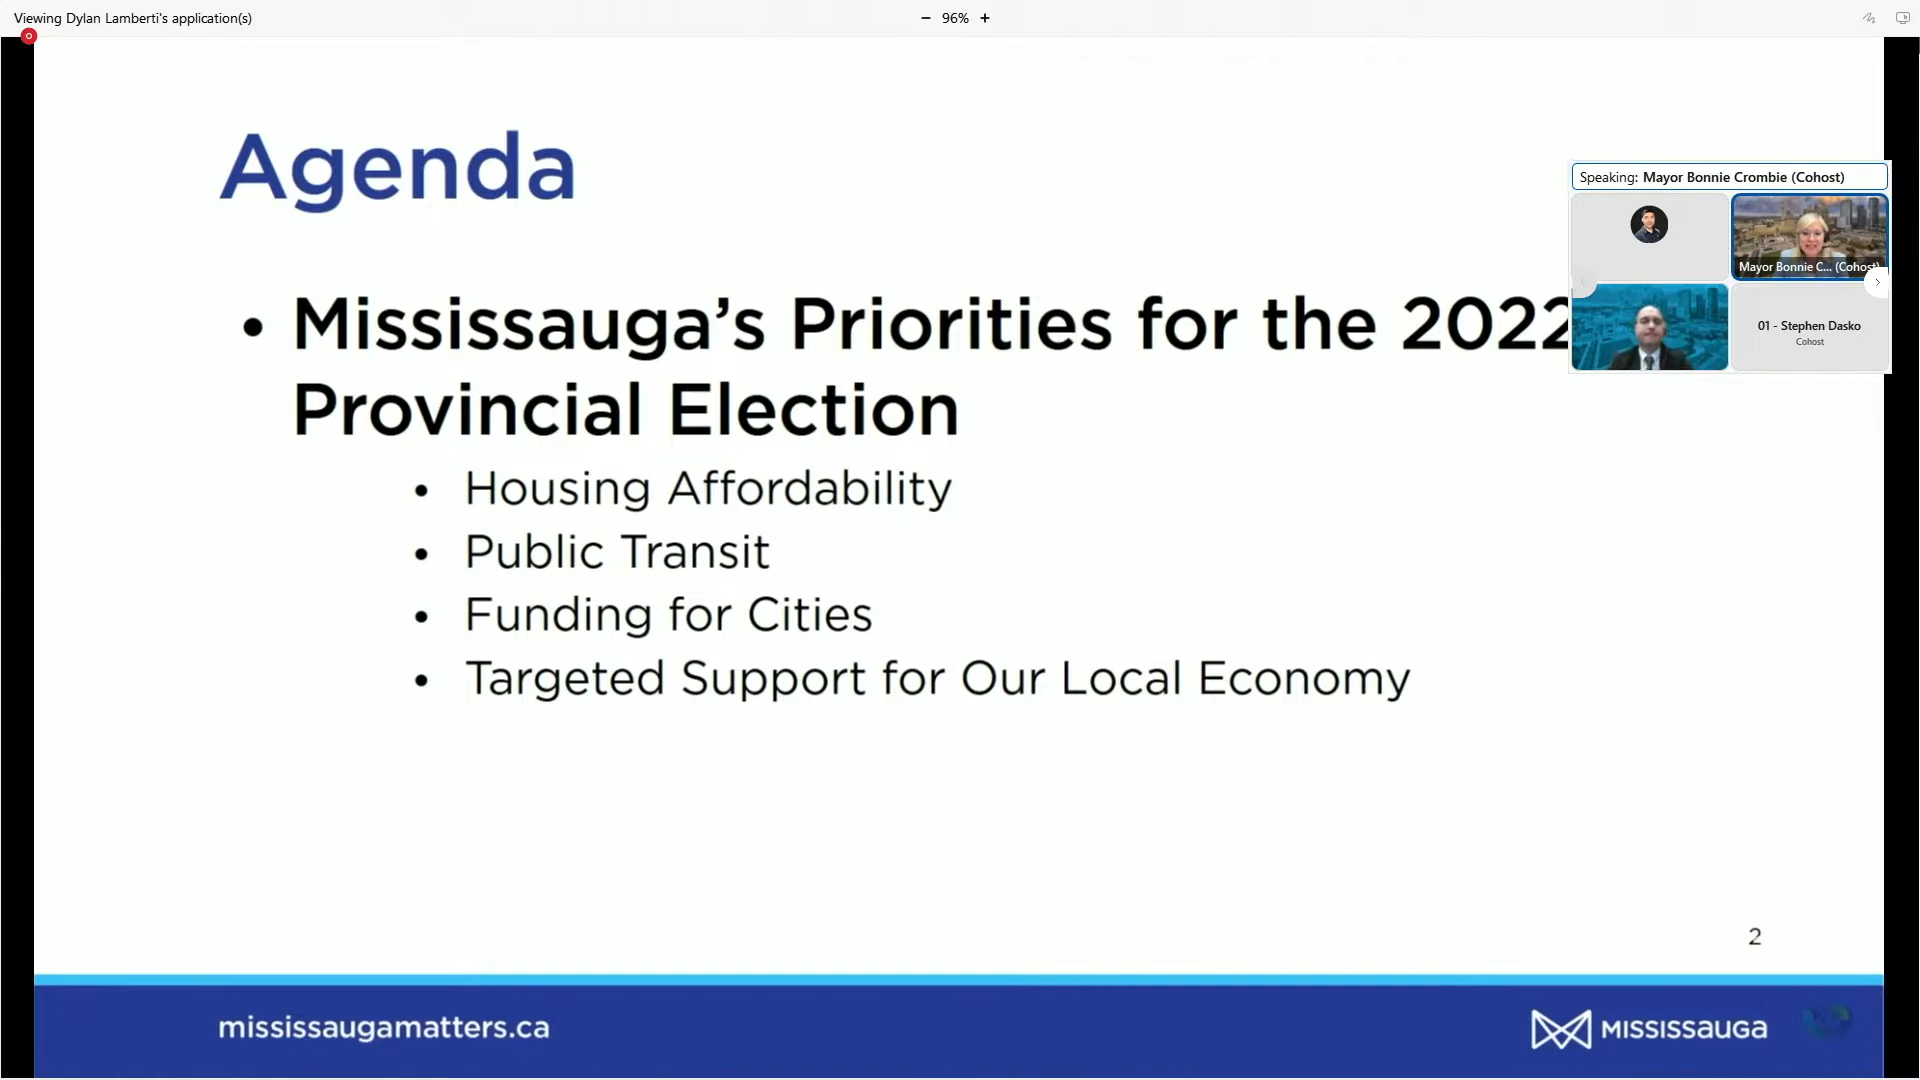 Viewing Dylan Lamberti's application(s)
− 96% +
Agenda
Speaking: Mayor Bonnie Crombie (Cohost)
Mayor Bonnie C... (Cohost)
01 - Stephen Dasko
Cohost
• Mississauga’s Priorities for the 2022
Provincial Election
• Housing Affordability
• Public Transit
• Funding for Cities
• Targeted Support for Our Local Economy
2
mississaugamatters.ca
MISSISSAUGA